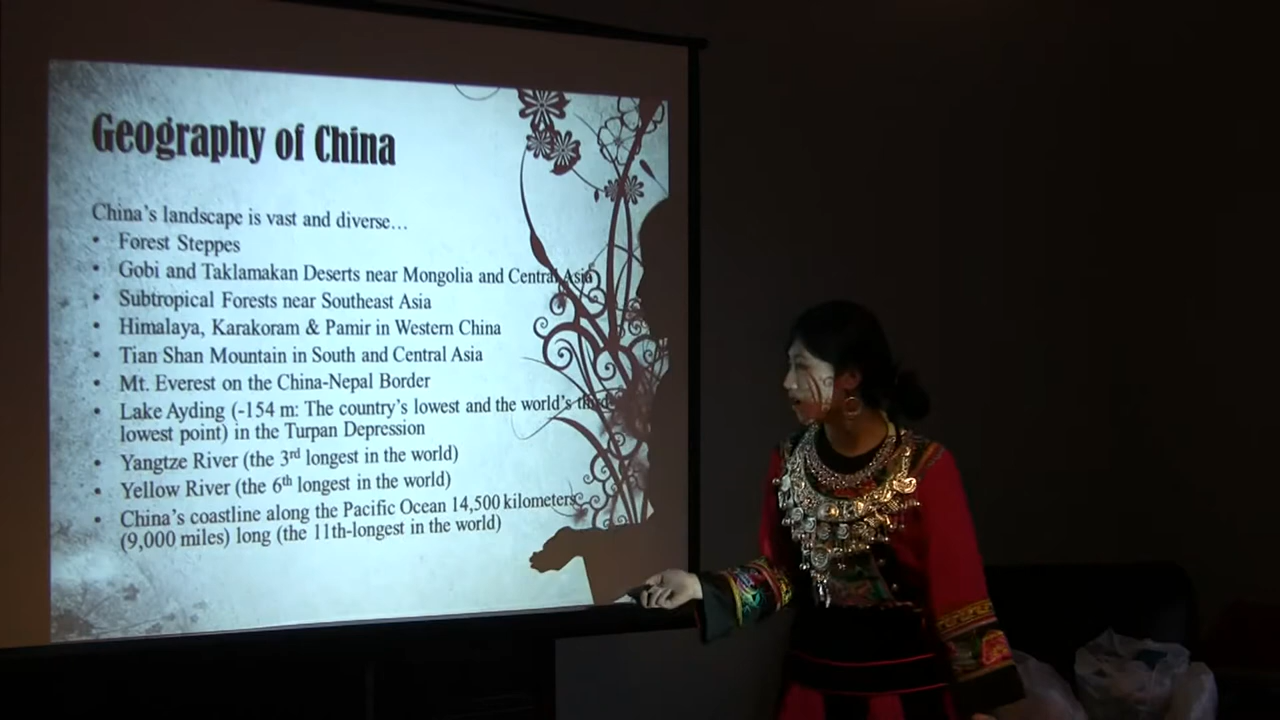 Geography of China
China's landscape is vast and diverse…
• Forest Steppes
• Gobi and Taklamakan Deserts near Mongolia and Central Asia
• Subtropical Forests near Southeast Asia
• Himalaya, Karakoram & Pamir in Western China
• Tian Shan Mountain in South and Central Asia
• Mt. Everest on the China-Nepal Border
• Lake Ayding (-154 m: The country's lowest and the world's third
lowest point) in the Turpan Depression
• Yangtze River (the 3rd longest in the world)
• Yellow River (the 6th longest in the world)
• China's coastline along the Pacific Ocean 14,500 kilometers
(9,000 miles) long (the 11th-longest in the world)